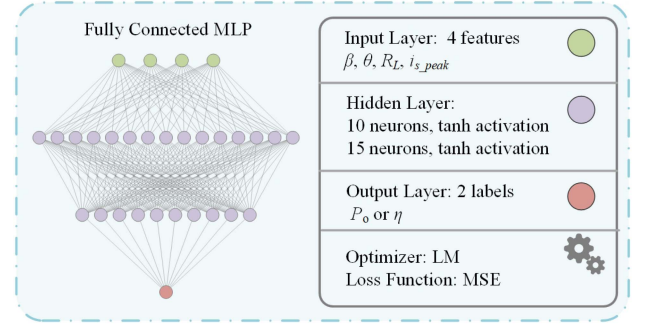 Fully Connected MLP
Input Layer: 4 features
β, θ, R_L, i_s_peak
Hidden Layer:
10 neurons, tanh activation
15 neurons, tanh activation
Output Layer: 2 labels
P_o or η
Optimizer: LM
Loss Function: MSE